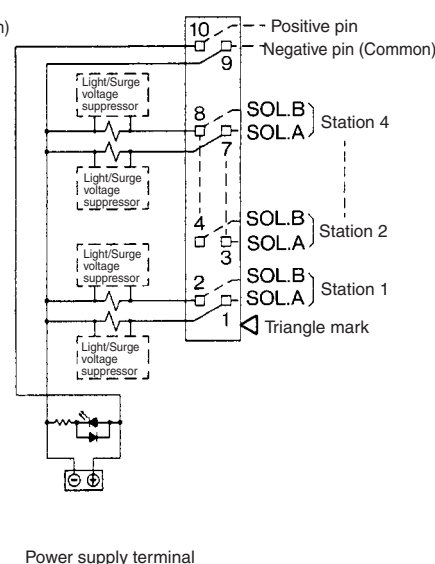 n)
10
Positive pin
Negative pin (Common)
9
Light/Surge
voltage
suppressor
8
SOL.B
SOL.A
Station 4
7
Light/Surge
voltage
suppressor
4
SOL.B
SOL.A
Station 2
3
Light/Surge
voltage
suppressor
2
SOL.B
SOL.A
Station 1
1
Triangle mark
Light/Surge
voltage
suppressor
Power supply terminal